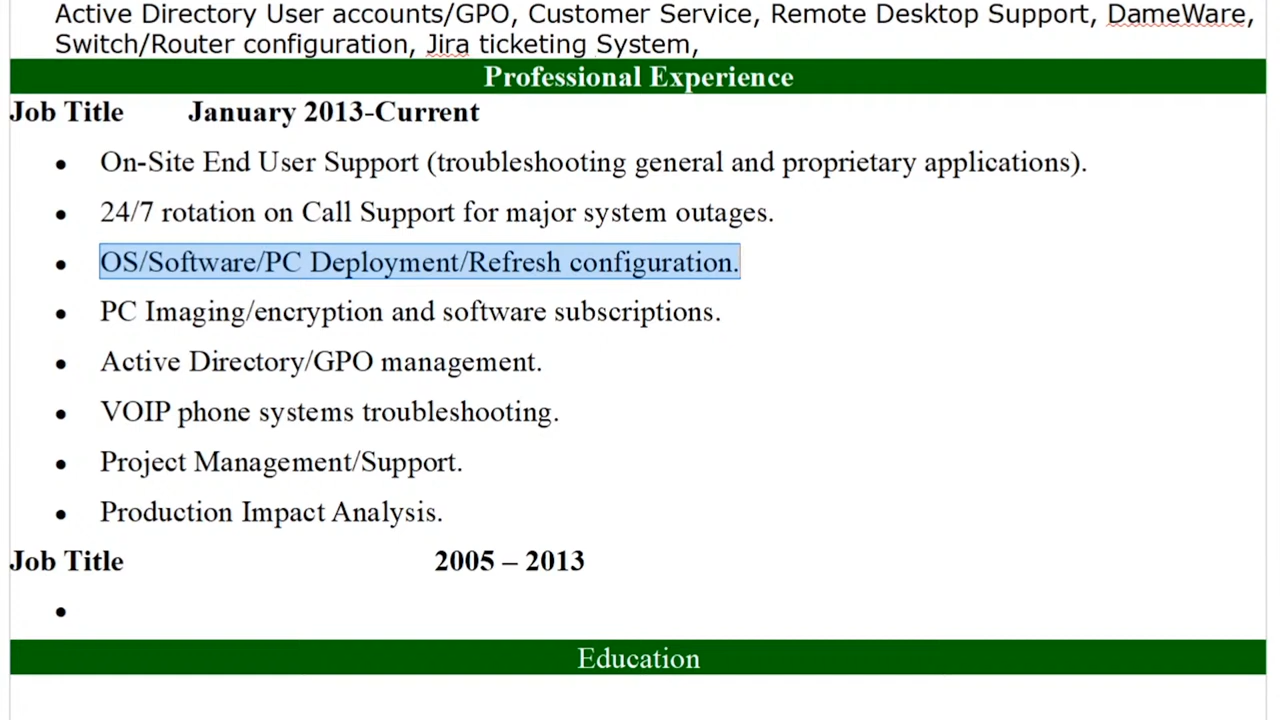 Active Directory User accounts/GPO, Customer Service, Remote Desktop Support, DameWare,
Switch/Router configuration, Jira ticketing System,
Professional Experience
Job Title January 2013-Current
• On-Site End User Support (troubleshooting general and proprietary applications).
• 24/7 rotation on Call Support for major system outages.
• OS/Software/PC Deployment/Refresh configuration.
• PC Imaging/encryption and software subscriptions.
• Active Directory/GPO management.
• VOIP phone systems troubleshooting.
• Project Management/Support.
• Production Impact Analysis.
Job Title 2005 – 2013
•
Education